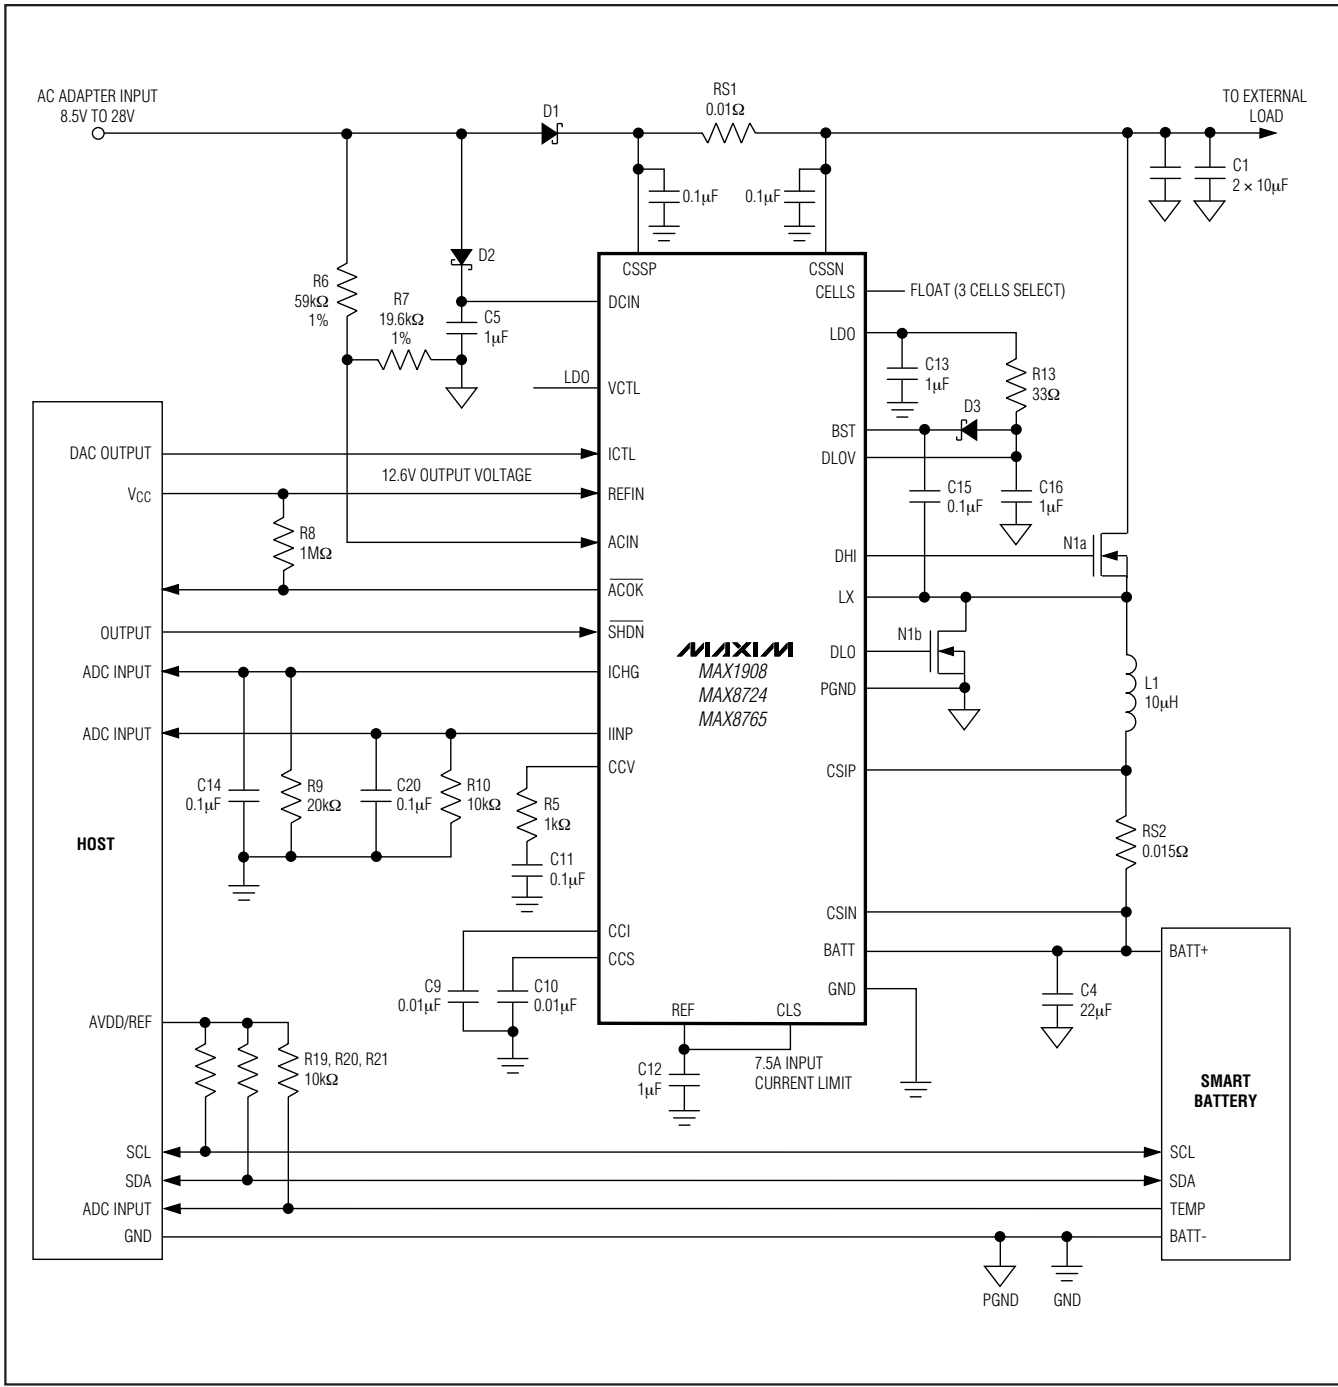 AC ADAPTER INPUT
8.5V TO 28V
D1
RS1
0.01Ω
TO EXTERNAL
LOAD
C1
2 × 10µF
0.1µF
0.1µF
D2
R6
59kΩ
1%
R7
19.6kΩ
1%
C5
1µF
CSSP
CSSN
CELLS
FLOAT (3 CELLS SELECT)
DCIN
LDO
LDO
VCTL
C13
1µF
R13
33Ω
D3
BST
DLOV
DAC OUTPUT
ICTL
12.6V OUTPUT VOLTAGE
VCC
REFIN
C15
0.1µF
C16
1µF
R8
1MΩ
ACIN
DHI
N1a
ACOK
LX
OUTPUT
SHDN
N1b
DLO
MAXIM
MAX1908
MAX8724
MAX8765
ADC INPUT
ICHG
PGND
L1
10µH
ADC INPUT
IINP
CCV
CSIP
C14
0.1µF
R9
20kΩ
C20
0.1µF
R10
10kΩ
R5
1kΩ
RS2
0.015Ω
HOST
C11
0.1µF
CSIN
CCI
BATT
BATT+
CCS
C9
0.01µF
C10
0.01µF
GND
C4
22µF
REF
CLS
AVDD/REF
R19, R20, R21
10kΩ
C12
1µF
7.5A INPUT
CURRENT LIMIT
SMART
BATTERY
SCL
SCL
SDA
SDA
ADC INPUT
TEMP
GND
BATT-
PGND
GND